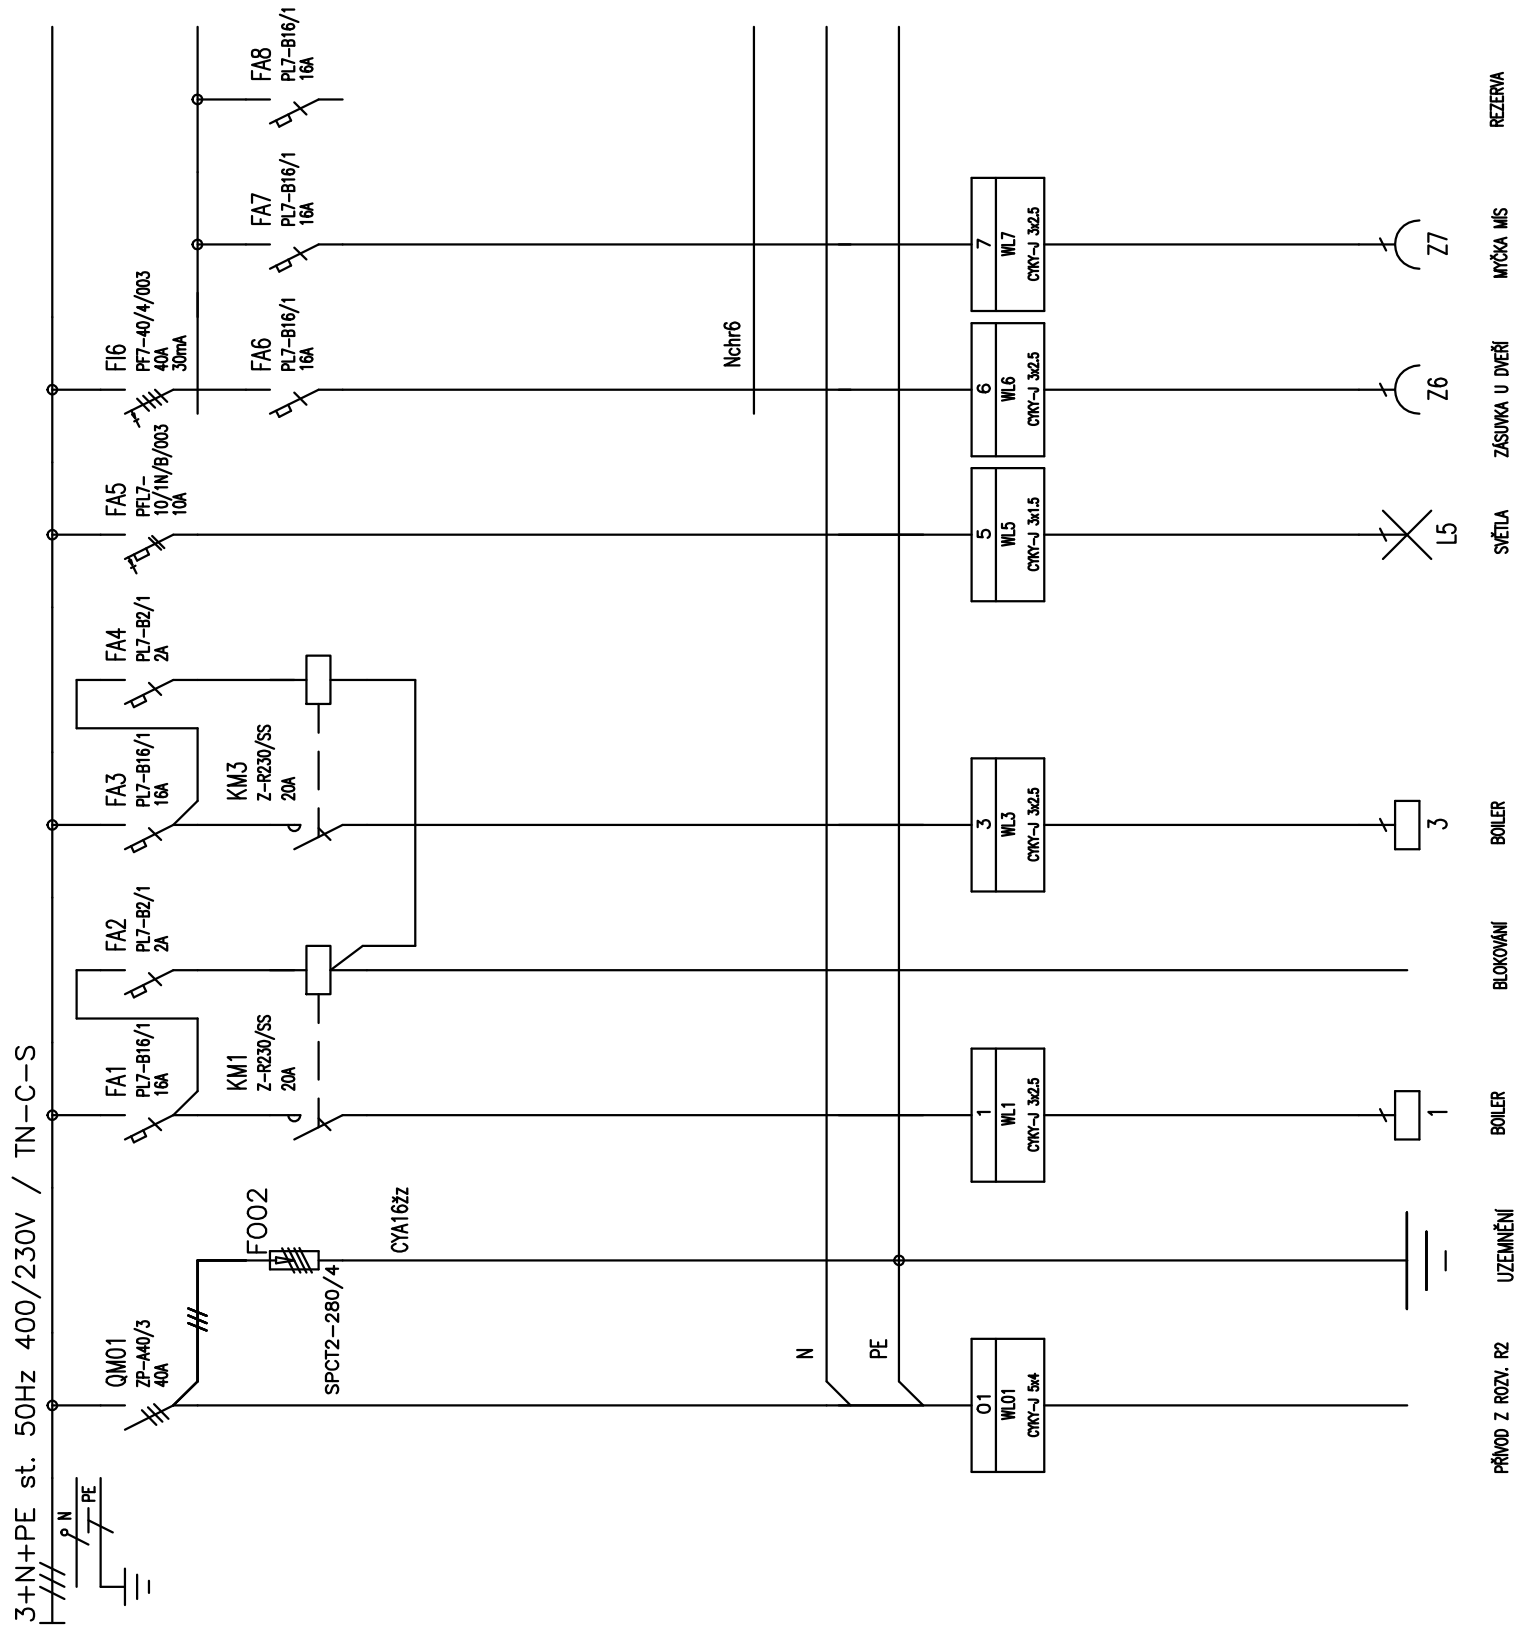 3+N+PE st. 50Hz 400/230V / TN-C-S
N
PE
QM01
ZP-A40/3
40A
FO02
SPCT2-280/4
CYA16žz
FA1
PL7-B16/1
16A
KM1
Z-R230/SS
20A
FA2
PL7-B2/1
2A
FA3
PL7-B16/1
16A
KM3
Z-R230/SS
20A
FA4
PL7-B2/1
2A
FA5
PFL7-
10/1N/B/003
10A
FI6
PF7-40/4/003
40A
30mA
FA6
PL7-B16/1
16A
FA7
PL7-B16/1
16A
FA8
PL7-B16/1
16A
Nchr6
N
PE
01
WL01
CYKY-J 5x4
1
WL1
CYKY-J 3x2.5
3
WL3
CYKY-J 3x2.5
5
WL5
CYKY-J 3x1.5
6
WL6
CYKY-J 3x2.5
7
WL7
CYKY-J 3x2.5
1
3
L5
Z6
Z7
PŘÍVOD Z ROZV. R2
UZEMNĚNÍ
BOILER
BLOKOVÁNÍ
BOILER
SVĚTLA
ZÁSUVKA U DVEŘÍ
MYČKA MÍS
REZERVA